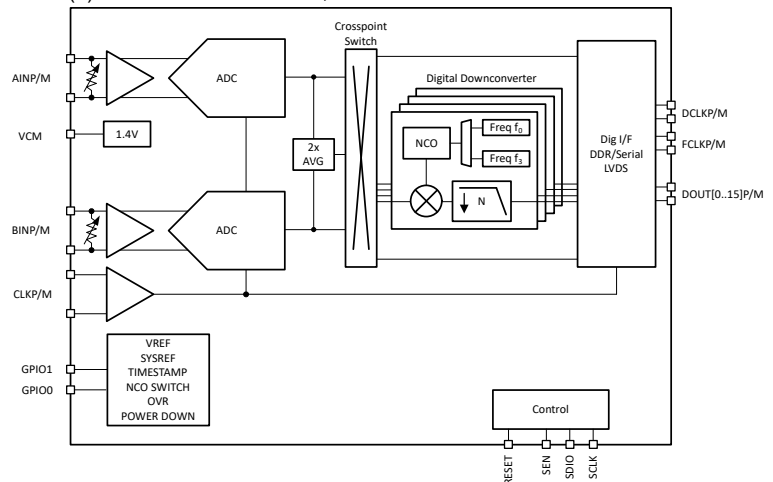 Crosspoint
Switch
AINP/M
ADC
Digital Downconverter
Dig I/F
DDR/Serial
LVDS
DCLKP/M
FCLKP/M
DOUT[0..15]P/M
VCM
1.4V
2x
AVG
NCO
Freq f0
Freq f3
N
BINP/M
ADC
CLKP/M
GPIO1
GPIO0
VREF
SYSREF
TIMESTAMP
NCO SWITCH
OVR
POWER DOWN
Control
RESET
SEN
SDIO
SCLK